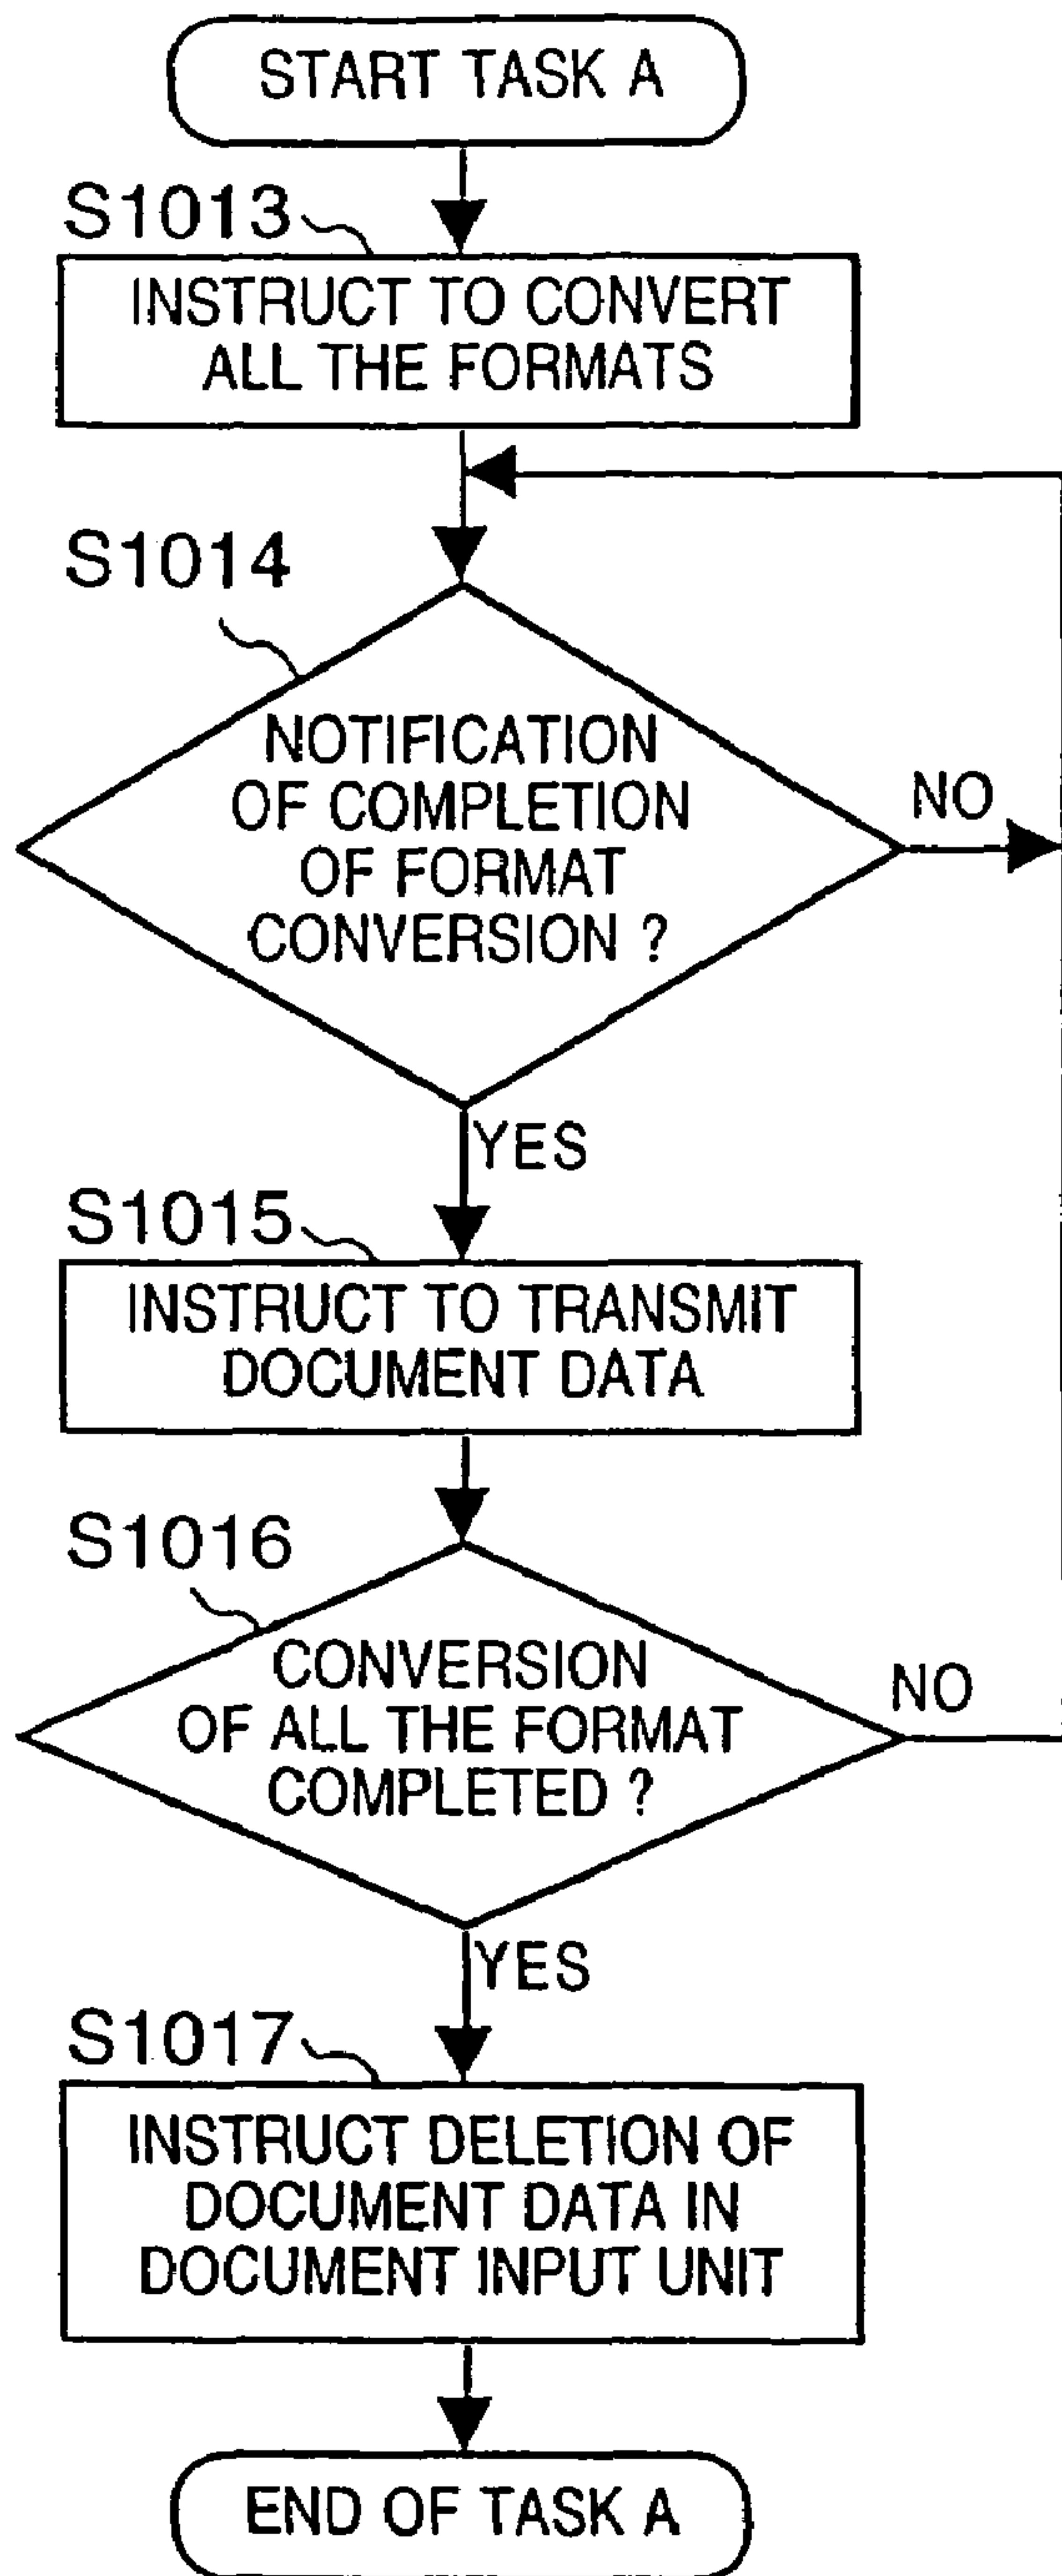 START TASK A
S1013
INSTRUCT TO CONVERT
ALL THE FORMATS
S1014
NOTIFICATION
OF COMPLETION
OF FORMAT
CONVERSION ?
NO
YES
S1015
INSTRUCT TO TRANSMIT
DOCUMENT DATA
S1016
CONVERSION
OF ALL THE FORMAT
COMPLETED ?
NO
YES
S1017
INSTRUCT DELETION OF
DOCUMENT DATA IN
DOCUMENT INPUT UNIT
END OF TASK A